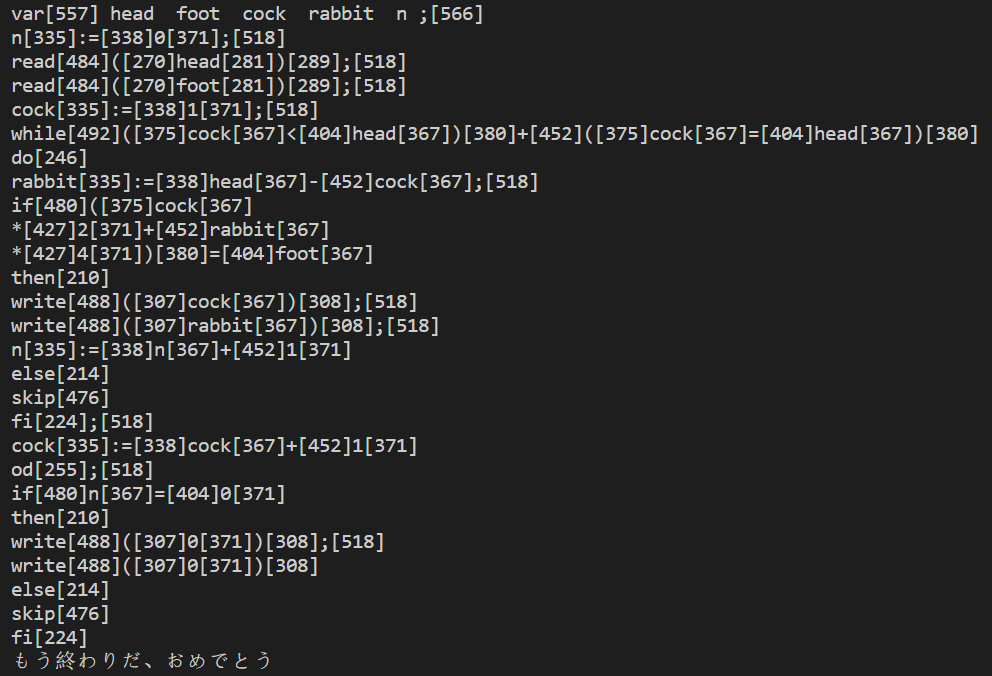 var[557] head  foot  cock  rabbit  n ;[566]
n[335]:=[338]0[371];[518]
read[484]([270]head[281])[289];[518]
read[484]([270]foot[281])[289];[518]
cock[335]:=[338]1[371];[518]
while[492]([375]cock[367]<[404]head[367])[380]+[452]([375]cock[367]=[404]head[367])[380]
do[246]
rabbit[335]:=[338]head[367]-[452]cock[367];[518]
if[480]([375]cock[367]
*[427]2[371]+[452]rabbit[367]
*[427]4[371])[380]=[404]foot[367]
then[210]
write[488]([307]cock[367])[308];[518]
write[488]([307]rabbit[367])[308];[518]
n[335]:=[338]n[367]+[452]1[371]
else[214]
skip[476]
fi[224];[518]
cock[335]:=[338]cock[367]+[452]1[371]
od[255];[518]
if[480]n[367]=[404]0[371]
then[210]
write[488]([307]0[371])[308];[518]
write[488]([307]0[371])[308]
else[214]
skip[476]
fi[224]
もう終わりだ、おめでとう